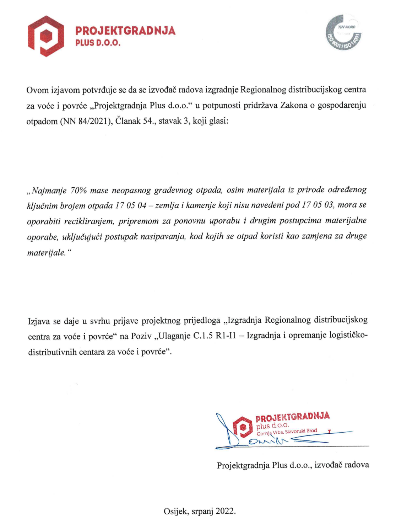 PROJEKTGRADNJA
PLUS D.O.O.
Ovom izjavom potvrđuje se da se izvođač radova izgradnje Regionalnog distribucijskog centra
za voće i povrće „Projektgradnja Plus d.o.o.“ u potpunosti pridržava Zakona o gospodarenju
otpadom (NN 84/2021), Članak 54., stavak 3, koji glasi:
„Najmanje 70% mase neopasnog građevnog otpada, osim materijala iz prirode određenog
ključnim brojem otpada 17 05 04 – zemlja i kamenje koji nisu navedeni pod 17 05 03, mora se
oporabiti recikliranjem, pripremom za ponovnu uporabu i drugim postupcima materijalne
oporabe, uključujući postupak nasipavanja, kod kojih se otpad koristi kao zamjena za druge
materijale.“
Izjava se daje u svrhu prijave projektnog prijedloga „Izgradnja Regionalnog distribucijskog
centra za voće i povrće“ na Poziv „Ulaganje C.1.5 R1-I1 – Izgradnja i opremanje logističko-
distributivnih centara za voće i povrće“.
PROJEKTGRADNJA
plus d.o.o.
Projektgradnja Plus d.o.o., izvođač radova
Osijek, srpanj 2022.